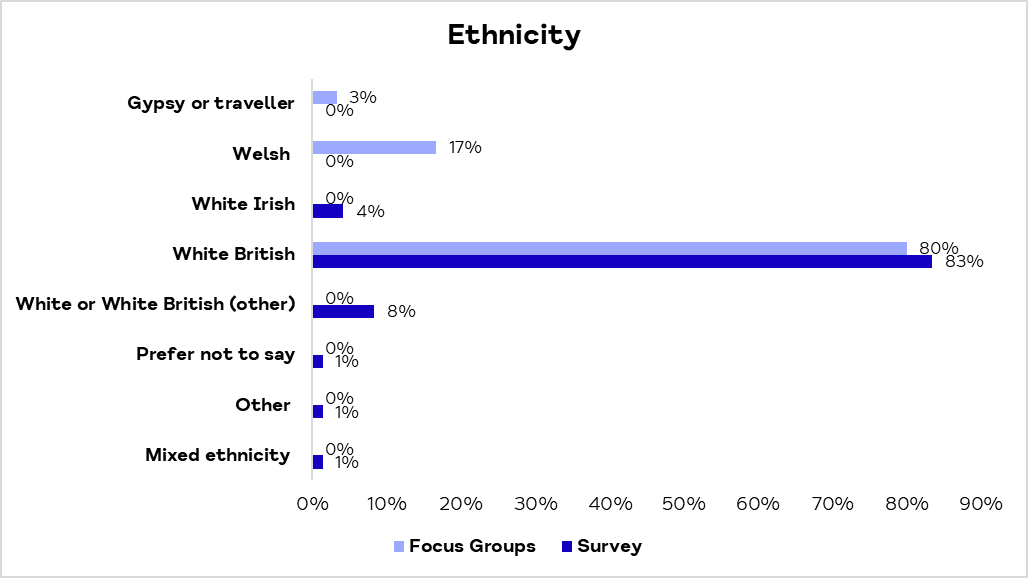 Ethnicity
Gypsy or traveller
3%
0%
Welsh
17%
0%
White Irish
0%
4%
White British
80%
83%
White or White British (other)
0%
8%
Prefer not to say
0%
1%
Other
0%
1%
Mixed ethnicity
0%
1%
0% 10% 20% 30% 40% 50% 60% 70% 80% 90%
Focus Groups Survey